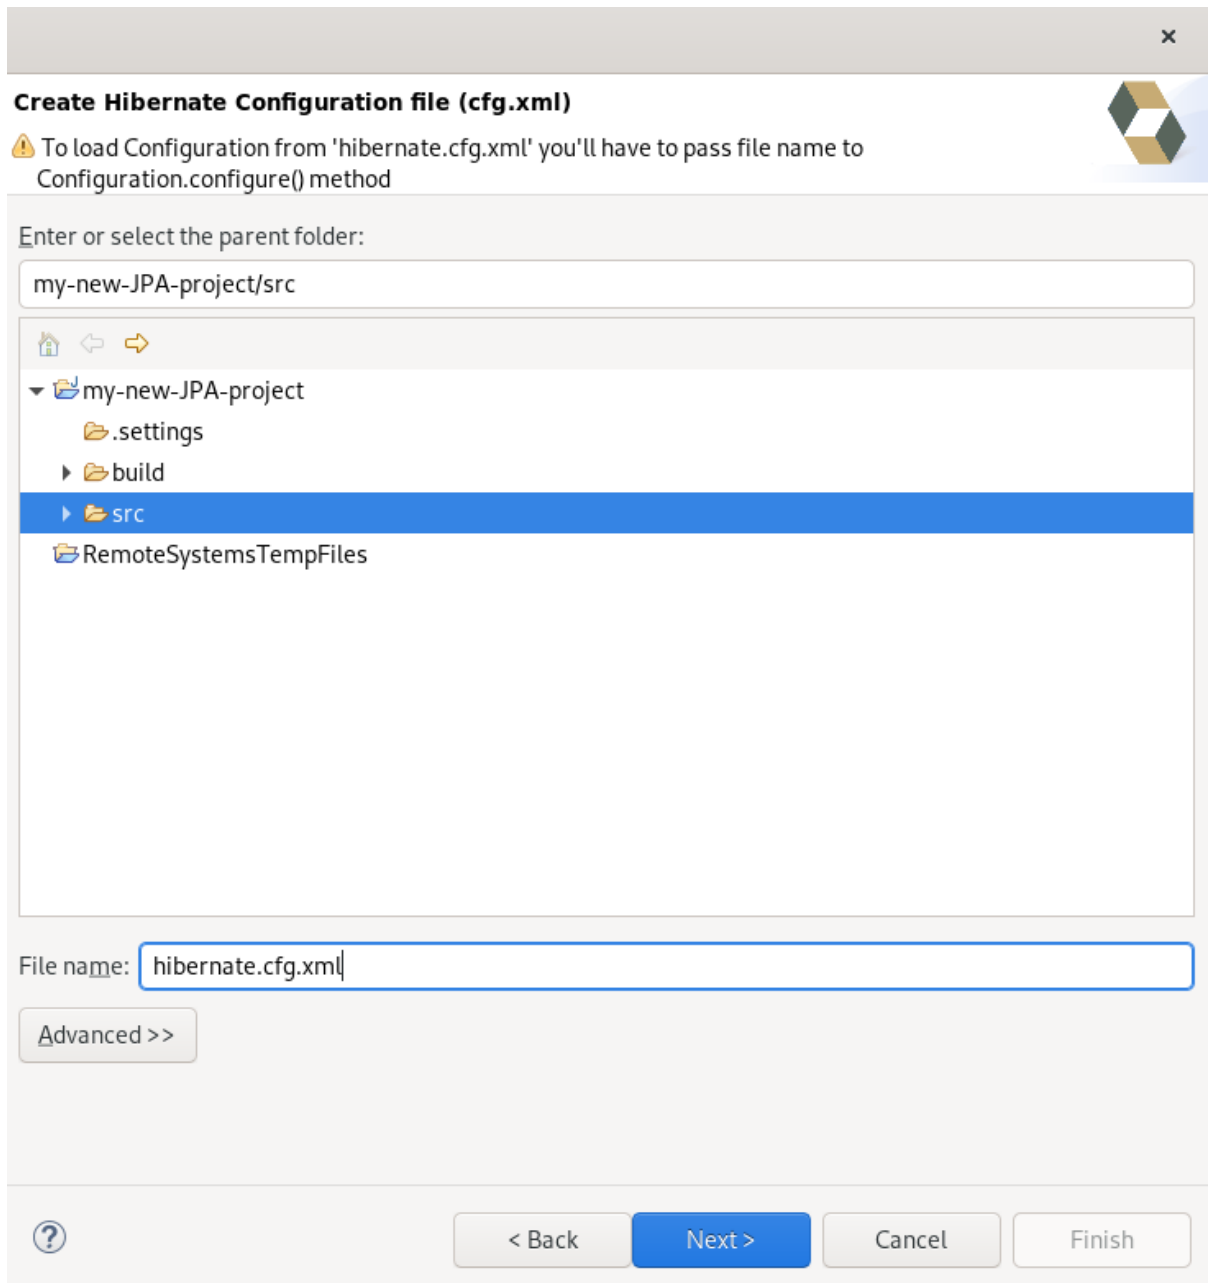 Create Hibernate Configuration file (cfg.xml)
To load Configuration from 'hibernate.cfg.xml' you'll have to pass file name to
Configuration.configure() method
Enter or select the parent folder:
my-new-JPA-project/src
my-new-JPA-project
.settings
build
src
RemoteSystemsTempFiles
File name: hibernate.cfg.xml
Advanced >>
< Back Next > Cancel Finish